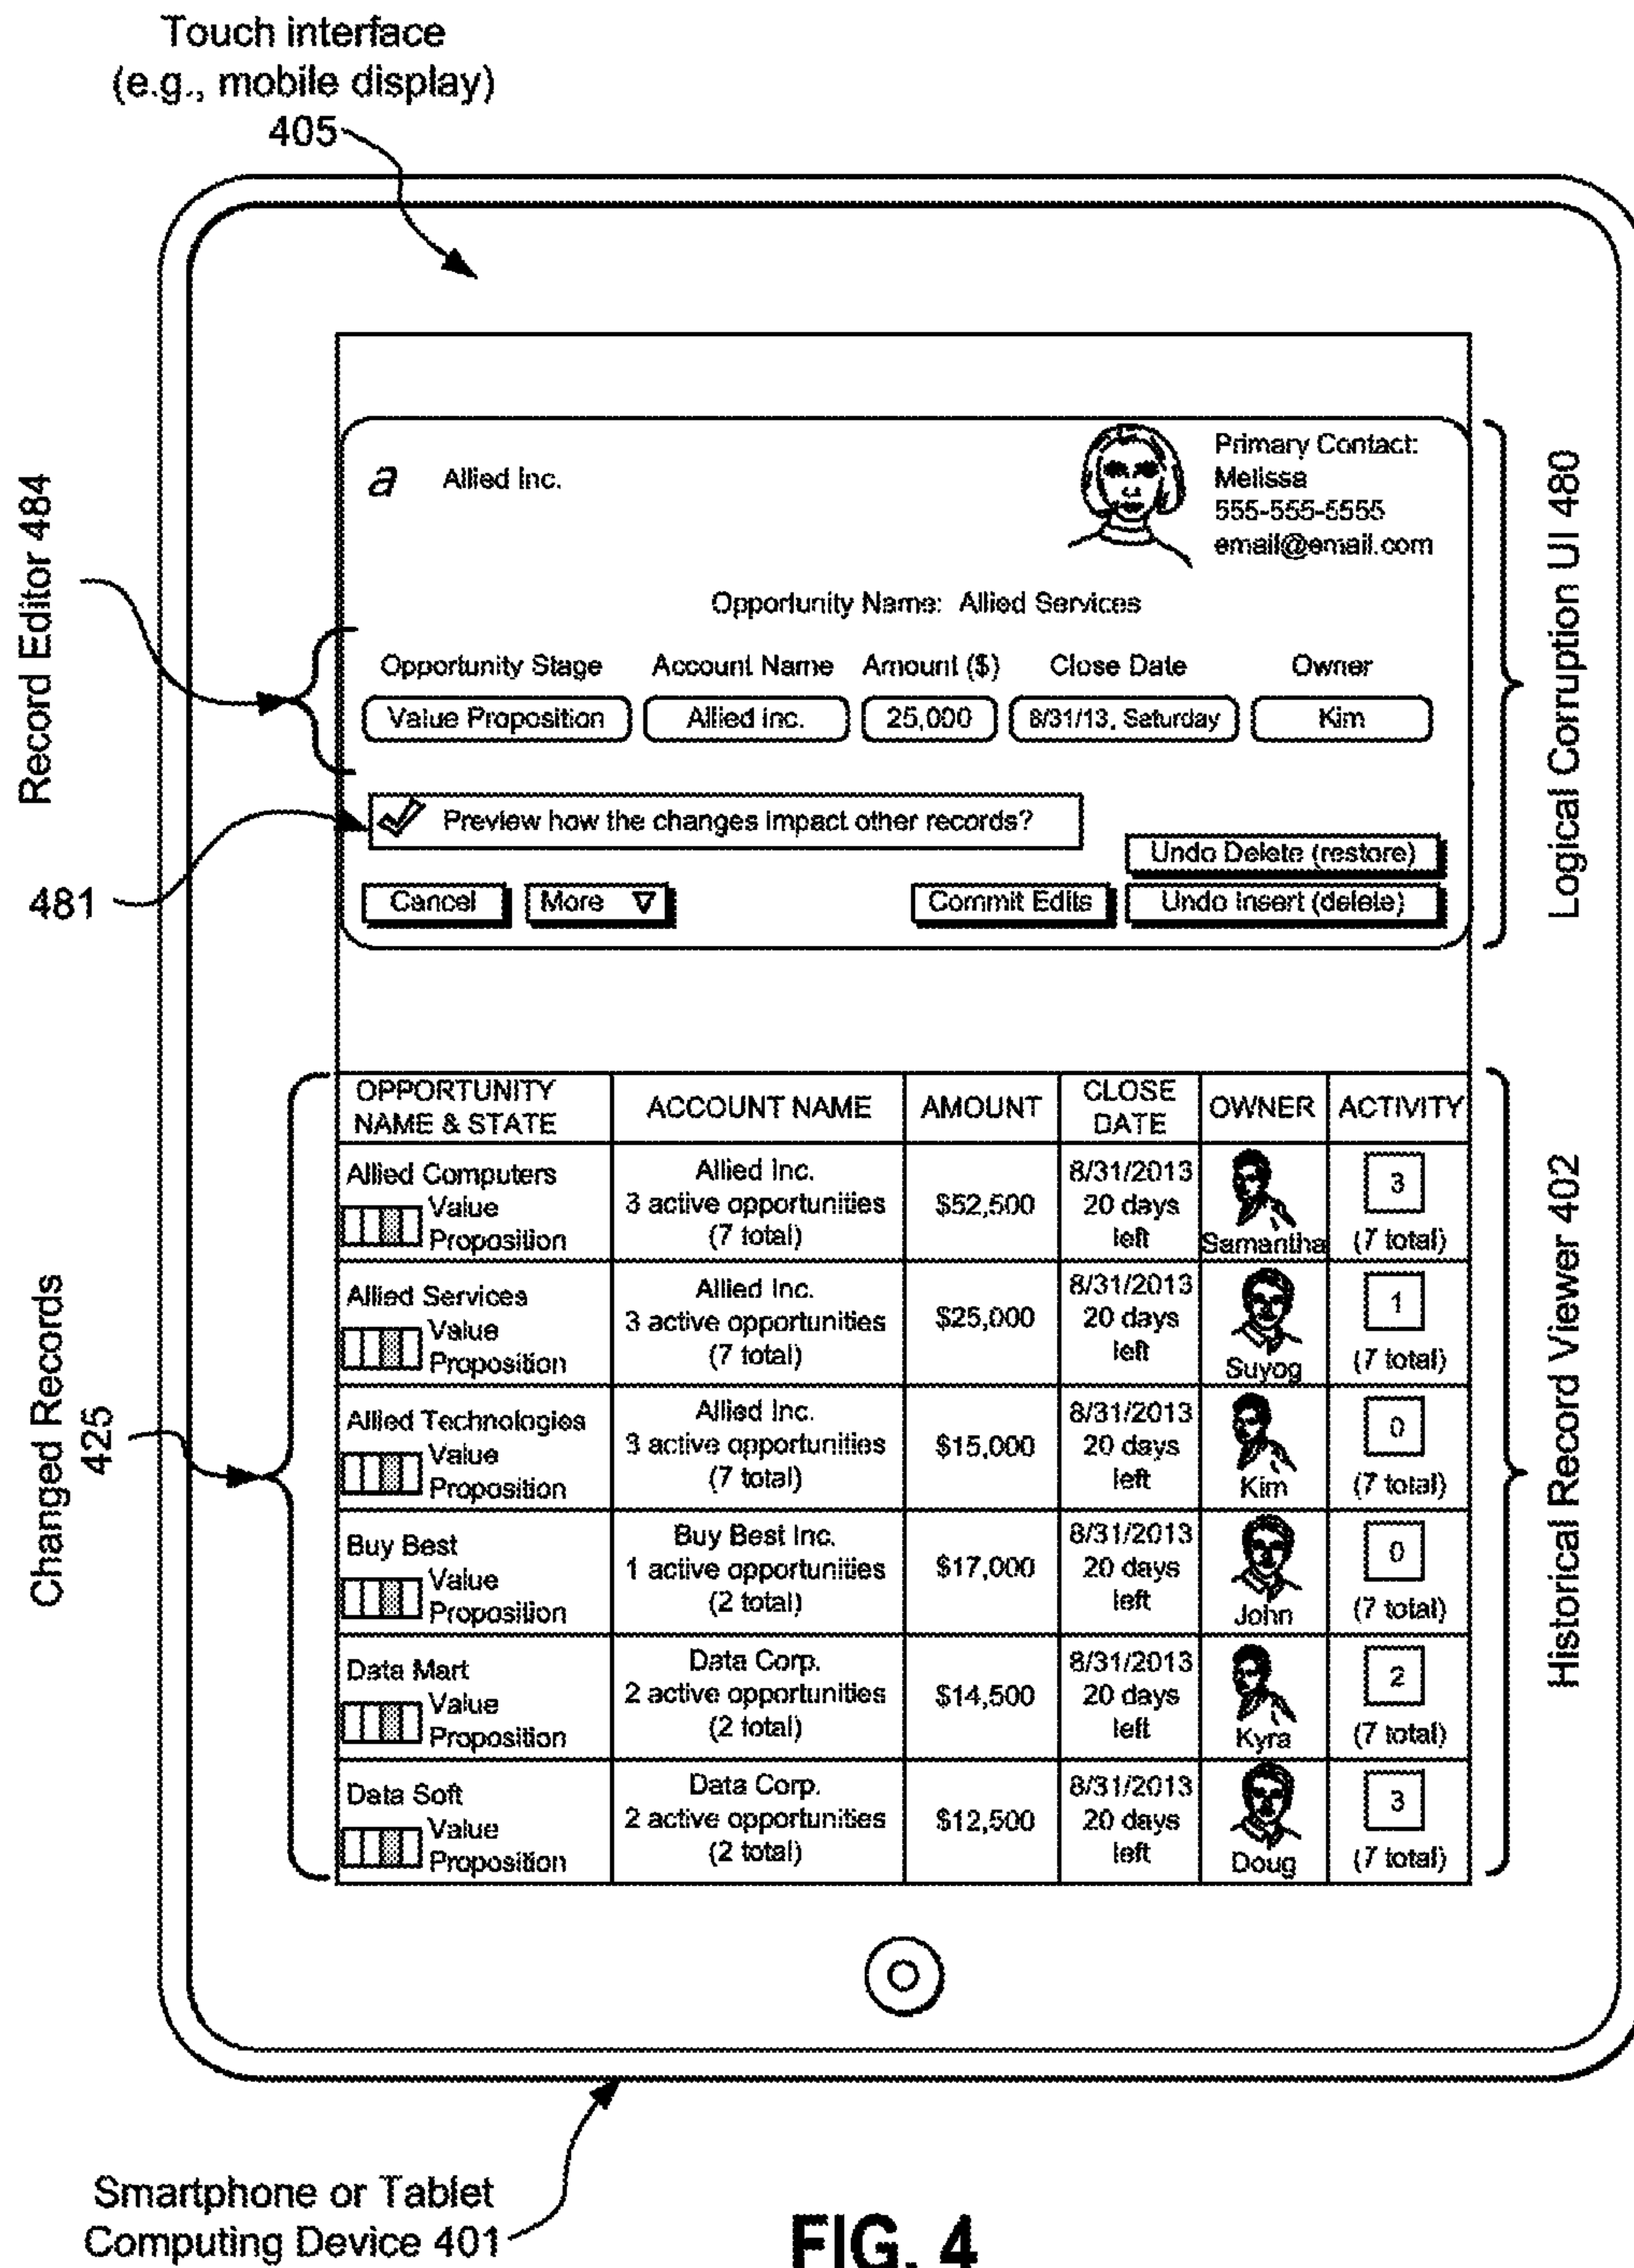 Touch interface
(e.g., mobile display)
405
Record Editor 484
481
Changed Records
425
Logical Corruption UI 480
Historical Record Viewer 402
a Allied Inc.
Primary Contact:
Melissa
555-555-5555
email@email.com
Opportunity Name: Allied Services
Opportunity Stage Account Name Amount ($) Close Date Owner
Value Proposition Allied Inc. 25,000 8/31/13, Saturday Kim
Preview how the changes impact other records?
Undo Delete (restore)
Cancel More Commit Edits Undo Insert (delete)
OPPORTUNITY
NAME & STATE
ACCOUNT NAME
AMOUNT
CLOSE
DATE
OWNER
ACTIVITY
Allied Computers
Value
Proposition
Allied Inc.
3 active opportunities
(7 total)
$52,500
8/31/2013
20 days
left
Samantha
3
(7 total)
Allied Services
Value
Proposition
Allied Inc.
3 active opportunities
(7 total)
$25,000
8/31/2013
20 days
left
Suyog
1
(7 total)
Allied Technologies
Value
Proposition
Allied Inc.
3 active opportunities
(7 total)
$15,000
8/31/2013
20 days
left
Kim
0
(7 total)
Buy Best
Value
Proposition
Buy Best Inc.
1 active opportunities
(2 total)
$17,000
8/31/2013
20 days
left
John
0
(7 total)
Data Mart
Value
Proposition
Data Corp.
2 active opportunities
(2 total)
$14,500
8/31/2013
20 days
left
Kyra
2
(7 total)
Data Soft
Value
Proposition
Data Corp.
2 active opportunities
(2 total)
$12,500
8/31/2013
20 days
left
Doug
3
(7 total)
Smartphone or Tablet
Computing Device 401
FIG. 4